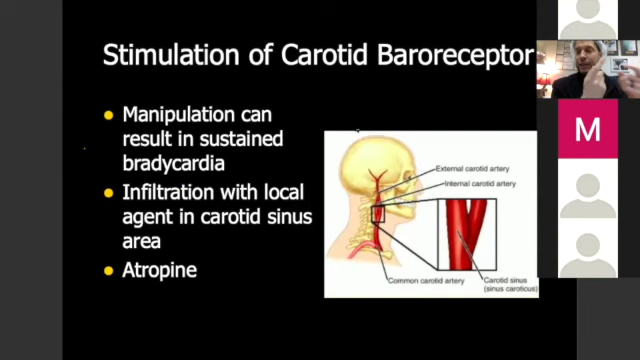 Stimulation of Carotid Baroreceptor
Manipulation can
result in sustained
bradycardia
Infiltration with local
agent in carotid sinus
area
Atropine
External carotid artery
Internal carotid artery
Common carotid artery
Carotid sinus
(sinus caroticus)
M